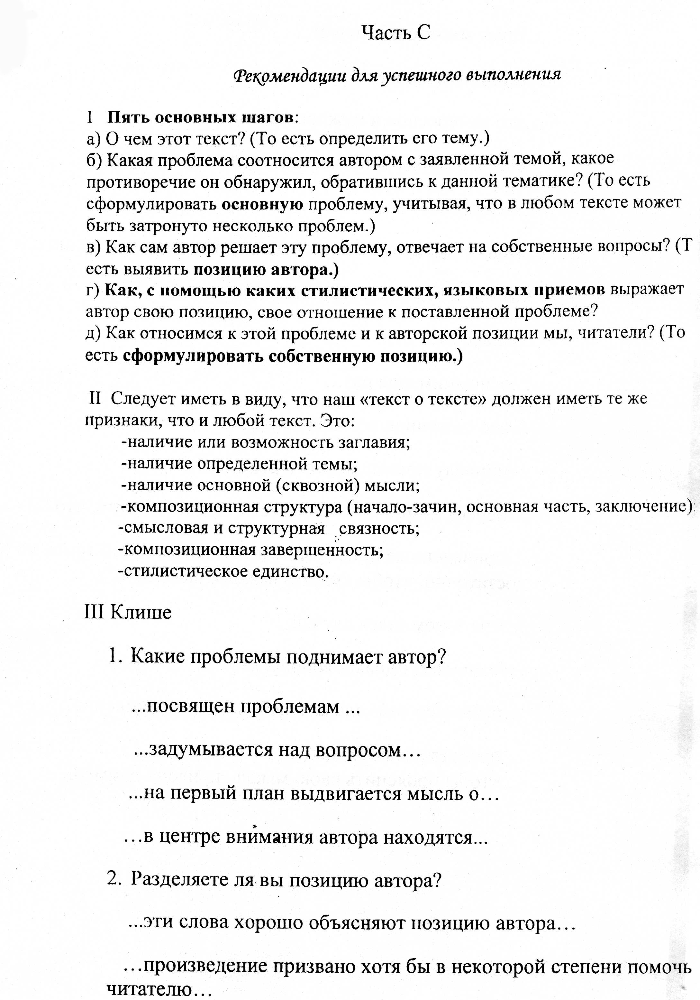 Часть С
Рекомендации для успешного выполнения
I Пять основных шагов:
а) О чем этот текст? (То есть определить его тему.)
б) Какая проблема соотносится автором с заявленной темой, какое
противоречие он обнаружил, обратившись к данной тематике? (То есть
сформулировать основную проблему, учитывая, что в любом тексте может
быть затронуто несколько проблем.)
в) Как сам автор решает эту проблему, отвечает на собственные вопросы? (Т
есть выявить позицию автора.)
г) Как, с помощью каких стилистических, языковых приемов выражает
автор свою позицию, свое отношение к поставленной проблеме?
д) Как относимся к этой проблеме и к авторской позиции мы, читатели? (То
есть сформулировать собственную позицию.)
II Следует иметь в виду, что наш «текст о тексте» должен иметь те же
признаки, что и любой текст. Это:
-наличие или возможность заглавия;
-наличие определенной темы;
-наличие основной (сквозной) мысли;
-композиционная структура (начало-зачин, основная часть, заключение);
-смысловая и структурная связность;
-композиционная завершенность;
-стилистическое единство.
III Клише
1. Какие проблемы поднимает автор?
...посвящен проблемам ...
...задумывается над вопросом...
...на первый план выдвигается мысль о...
...в центре внимания автора находятся...
2. Разделяете ля вы позицию автора?
...эти слова хорошо объясняют позицию автора...
...произведение призвано хотя бы в некоторой степени помочь
читателю...